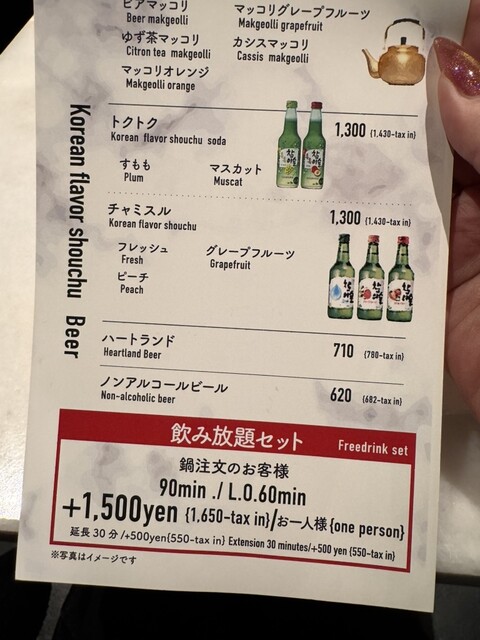 ビアマッコリ マッコリグレープフルーツ
Beer makgeolli Makgeolli grapefruit
ゆず茶マッコリ カシスマッコリ
Citron tea makgeolli Cassis makgeolli
マッコリオレンジ
Makgeolli orange
Korean flavor shouchu Beer
トクトク 1,300 (1,430-tax in)
Korean flavor shouchu soda
すもも マスカット
Plum Muscat
チャミスル 1,300 (1,430-tax in)
Korean flavor shouchu
フレッシュ グレープフルーツ
Fresh Grapefruit
ピーチ
Peach
ハートランド 710 (780-tax in)
Heartland Beer
ノンアルコールビール 620 (682-tax in)
Non-alcoholic beer
飲み放題セット Freedrink set
鍋注文のお客様
90min ./ L.O.60min
+1,500yen {1,650-tax in}/お一人様{one person}
延長30分/+500yen{550-tax in} Extension 30 minutes/+500 yen {550-tax in}
※写真はイメージです